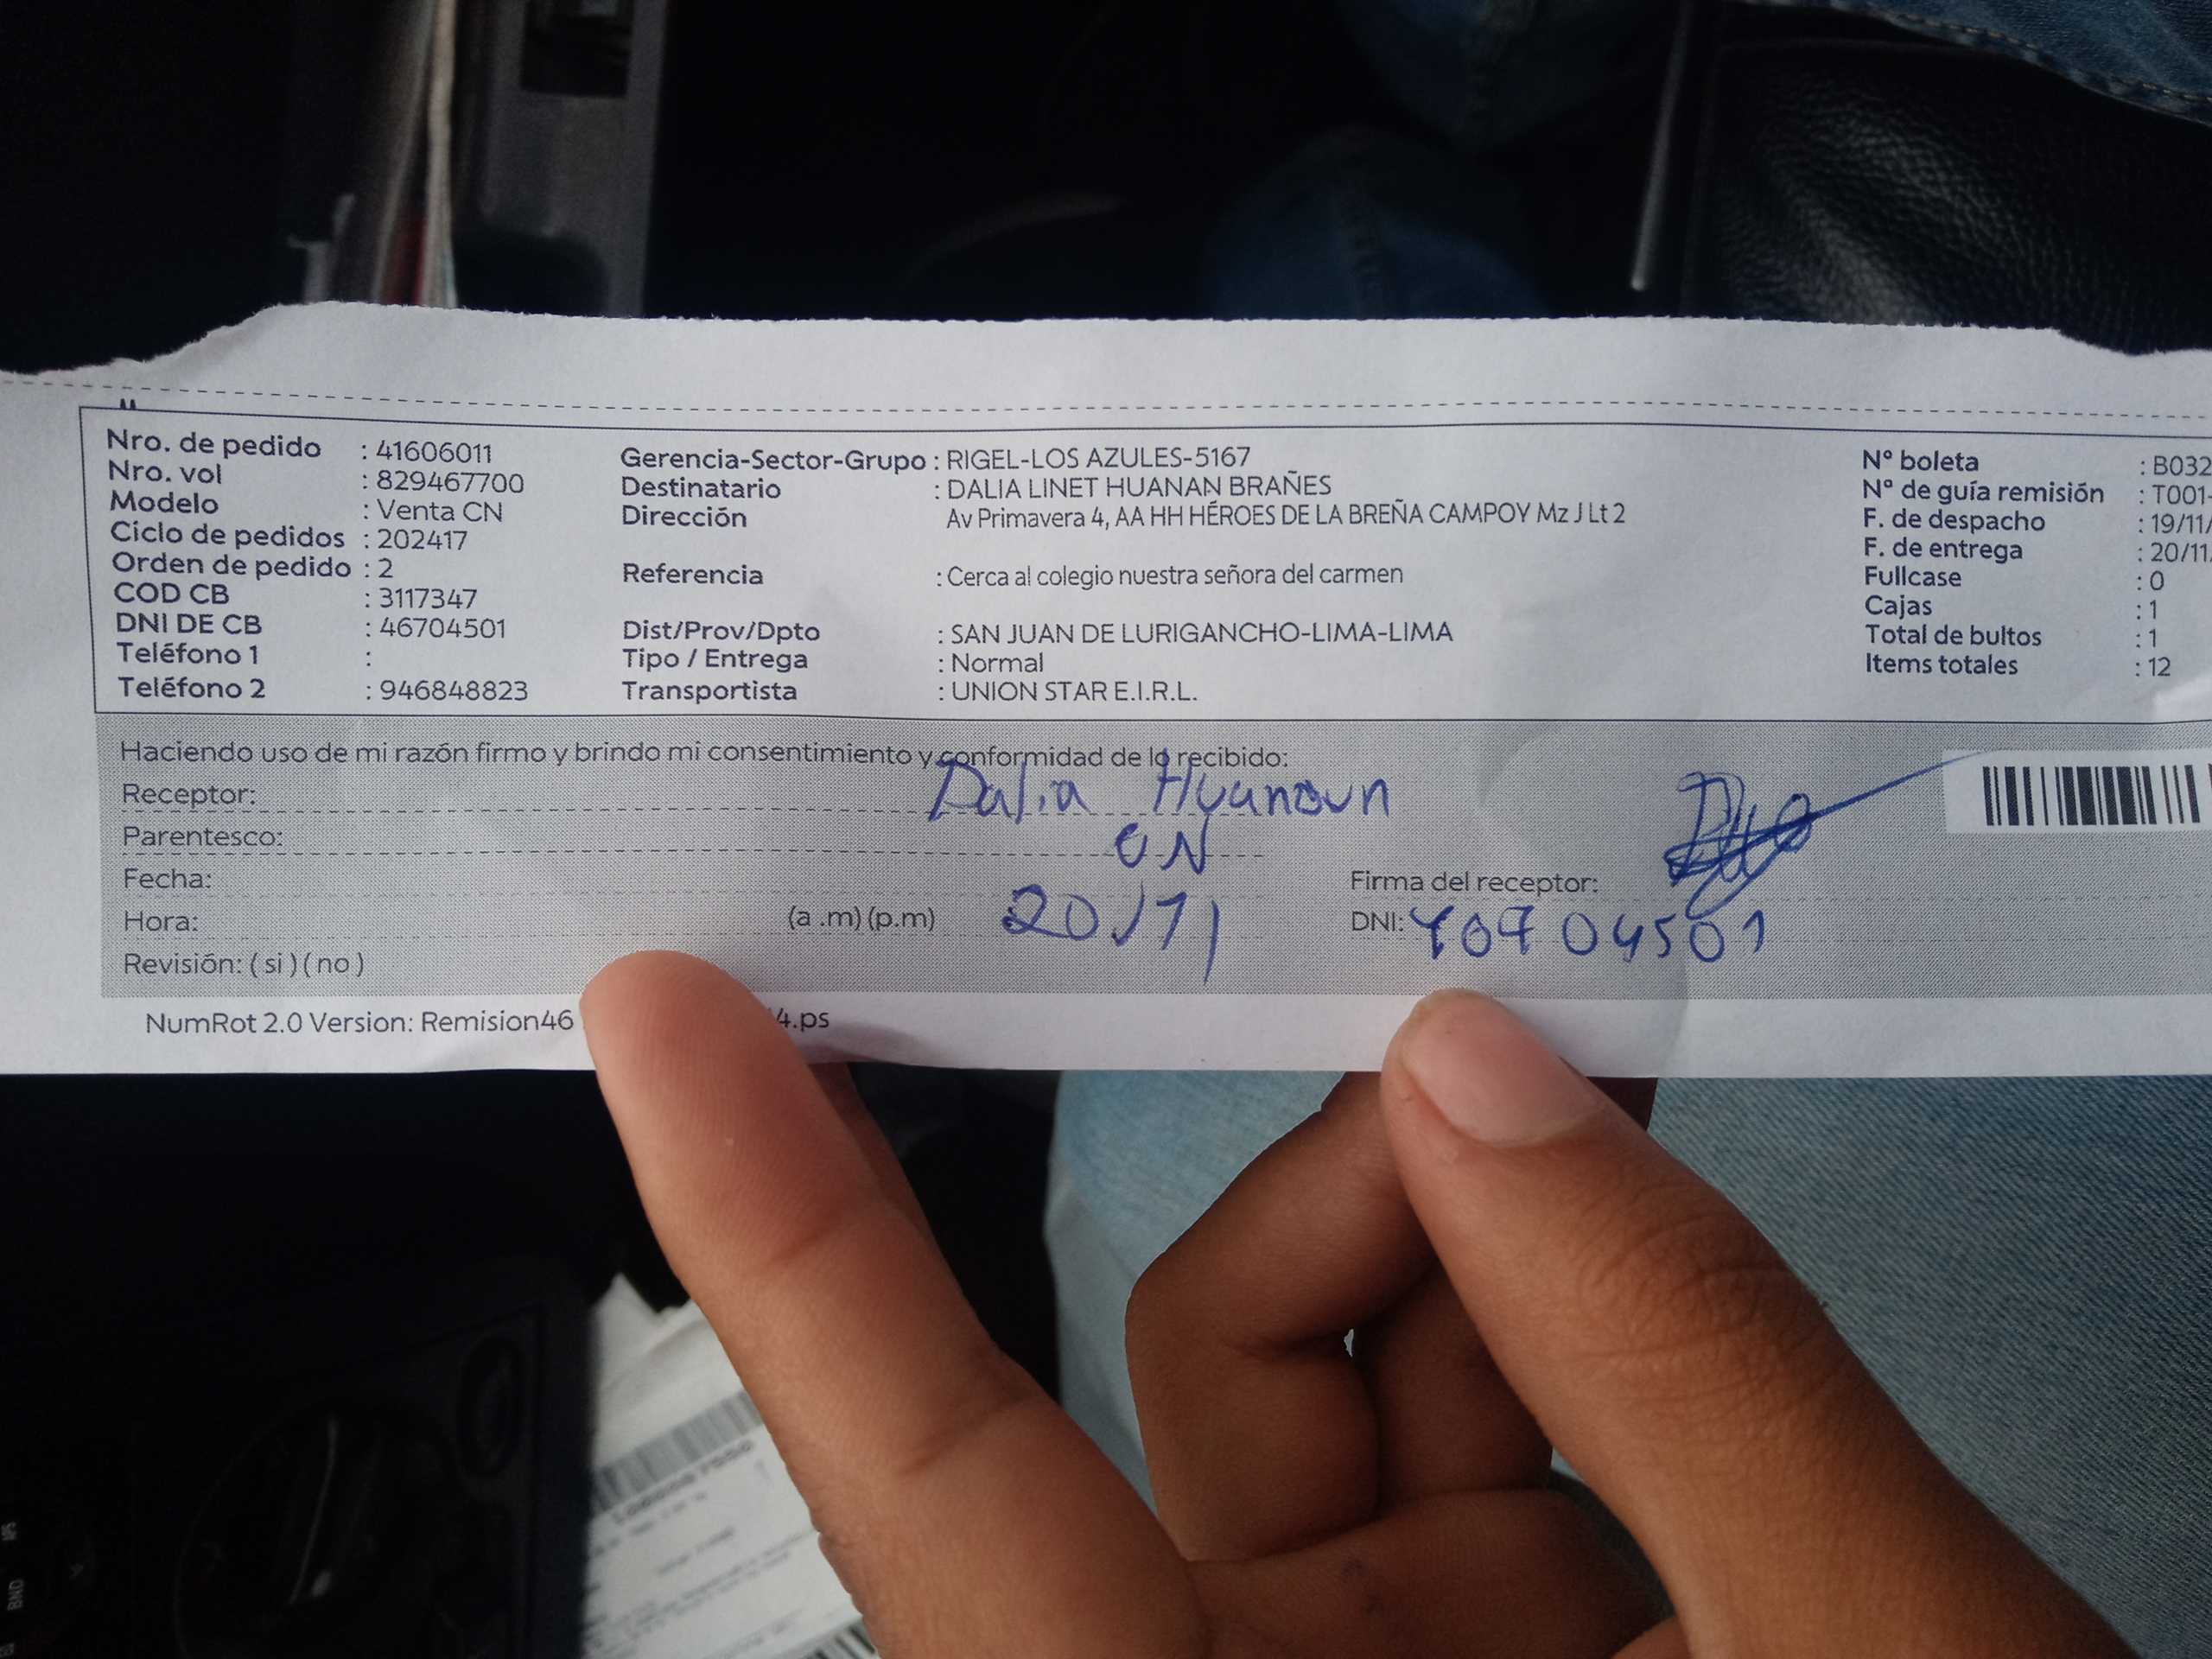 Nro. de pedido : 41606011
Nro. vol : 829467700
Modelo : Venta CN
Ciclo de pedidos : 202417
Orden de pedido : 2
COD CB : 3117347
DNI DE CB : 46704501
Teléfono 1 :
Teléfono 2 : 946848823
Gerencia-Sector-Grupo : RIGEL-LOS AZULES-5167
Destinatario : DALIA LINET HUANAN BRAÑES
Dirección Av Primavera 4, AA HH HÉROES DE LA BREÑA CAMPOY Mz J Lt 2
Referencia : Cerca al colegio nuestra señora del carmen
Dist/Prov/Dpto : SAN JUAN DE LURIGANCHO-LIMA-LIMA
Tipo / Entrega : Normal
Transportista : UNION STAR E.I.R.L.
Nº boleta : B032
Nº de guía remisión : T001-
F. de despacho : 19/11/
F. de entrega : 20/11
Fullcase : 0
Cajas : 1
Total de bultos : 1
Items totales : 12
Haciendo uso de mi razón firmo y brindo mi consentimiento y conformidad de lo recibido:
Receptor: Dalia
Parentesco: CN
Fecha:
Hora: (a .m) (p.m) 20/11
Revisión: ( si ) ( no )
Firma del receptor:
DNI: 04501
NumRot 2.0 Version: Remision46 4.ps
BND